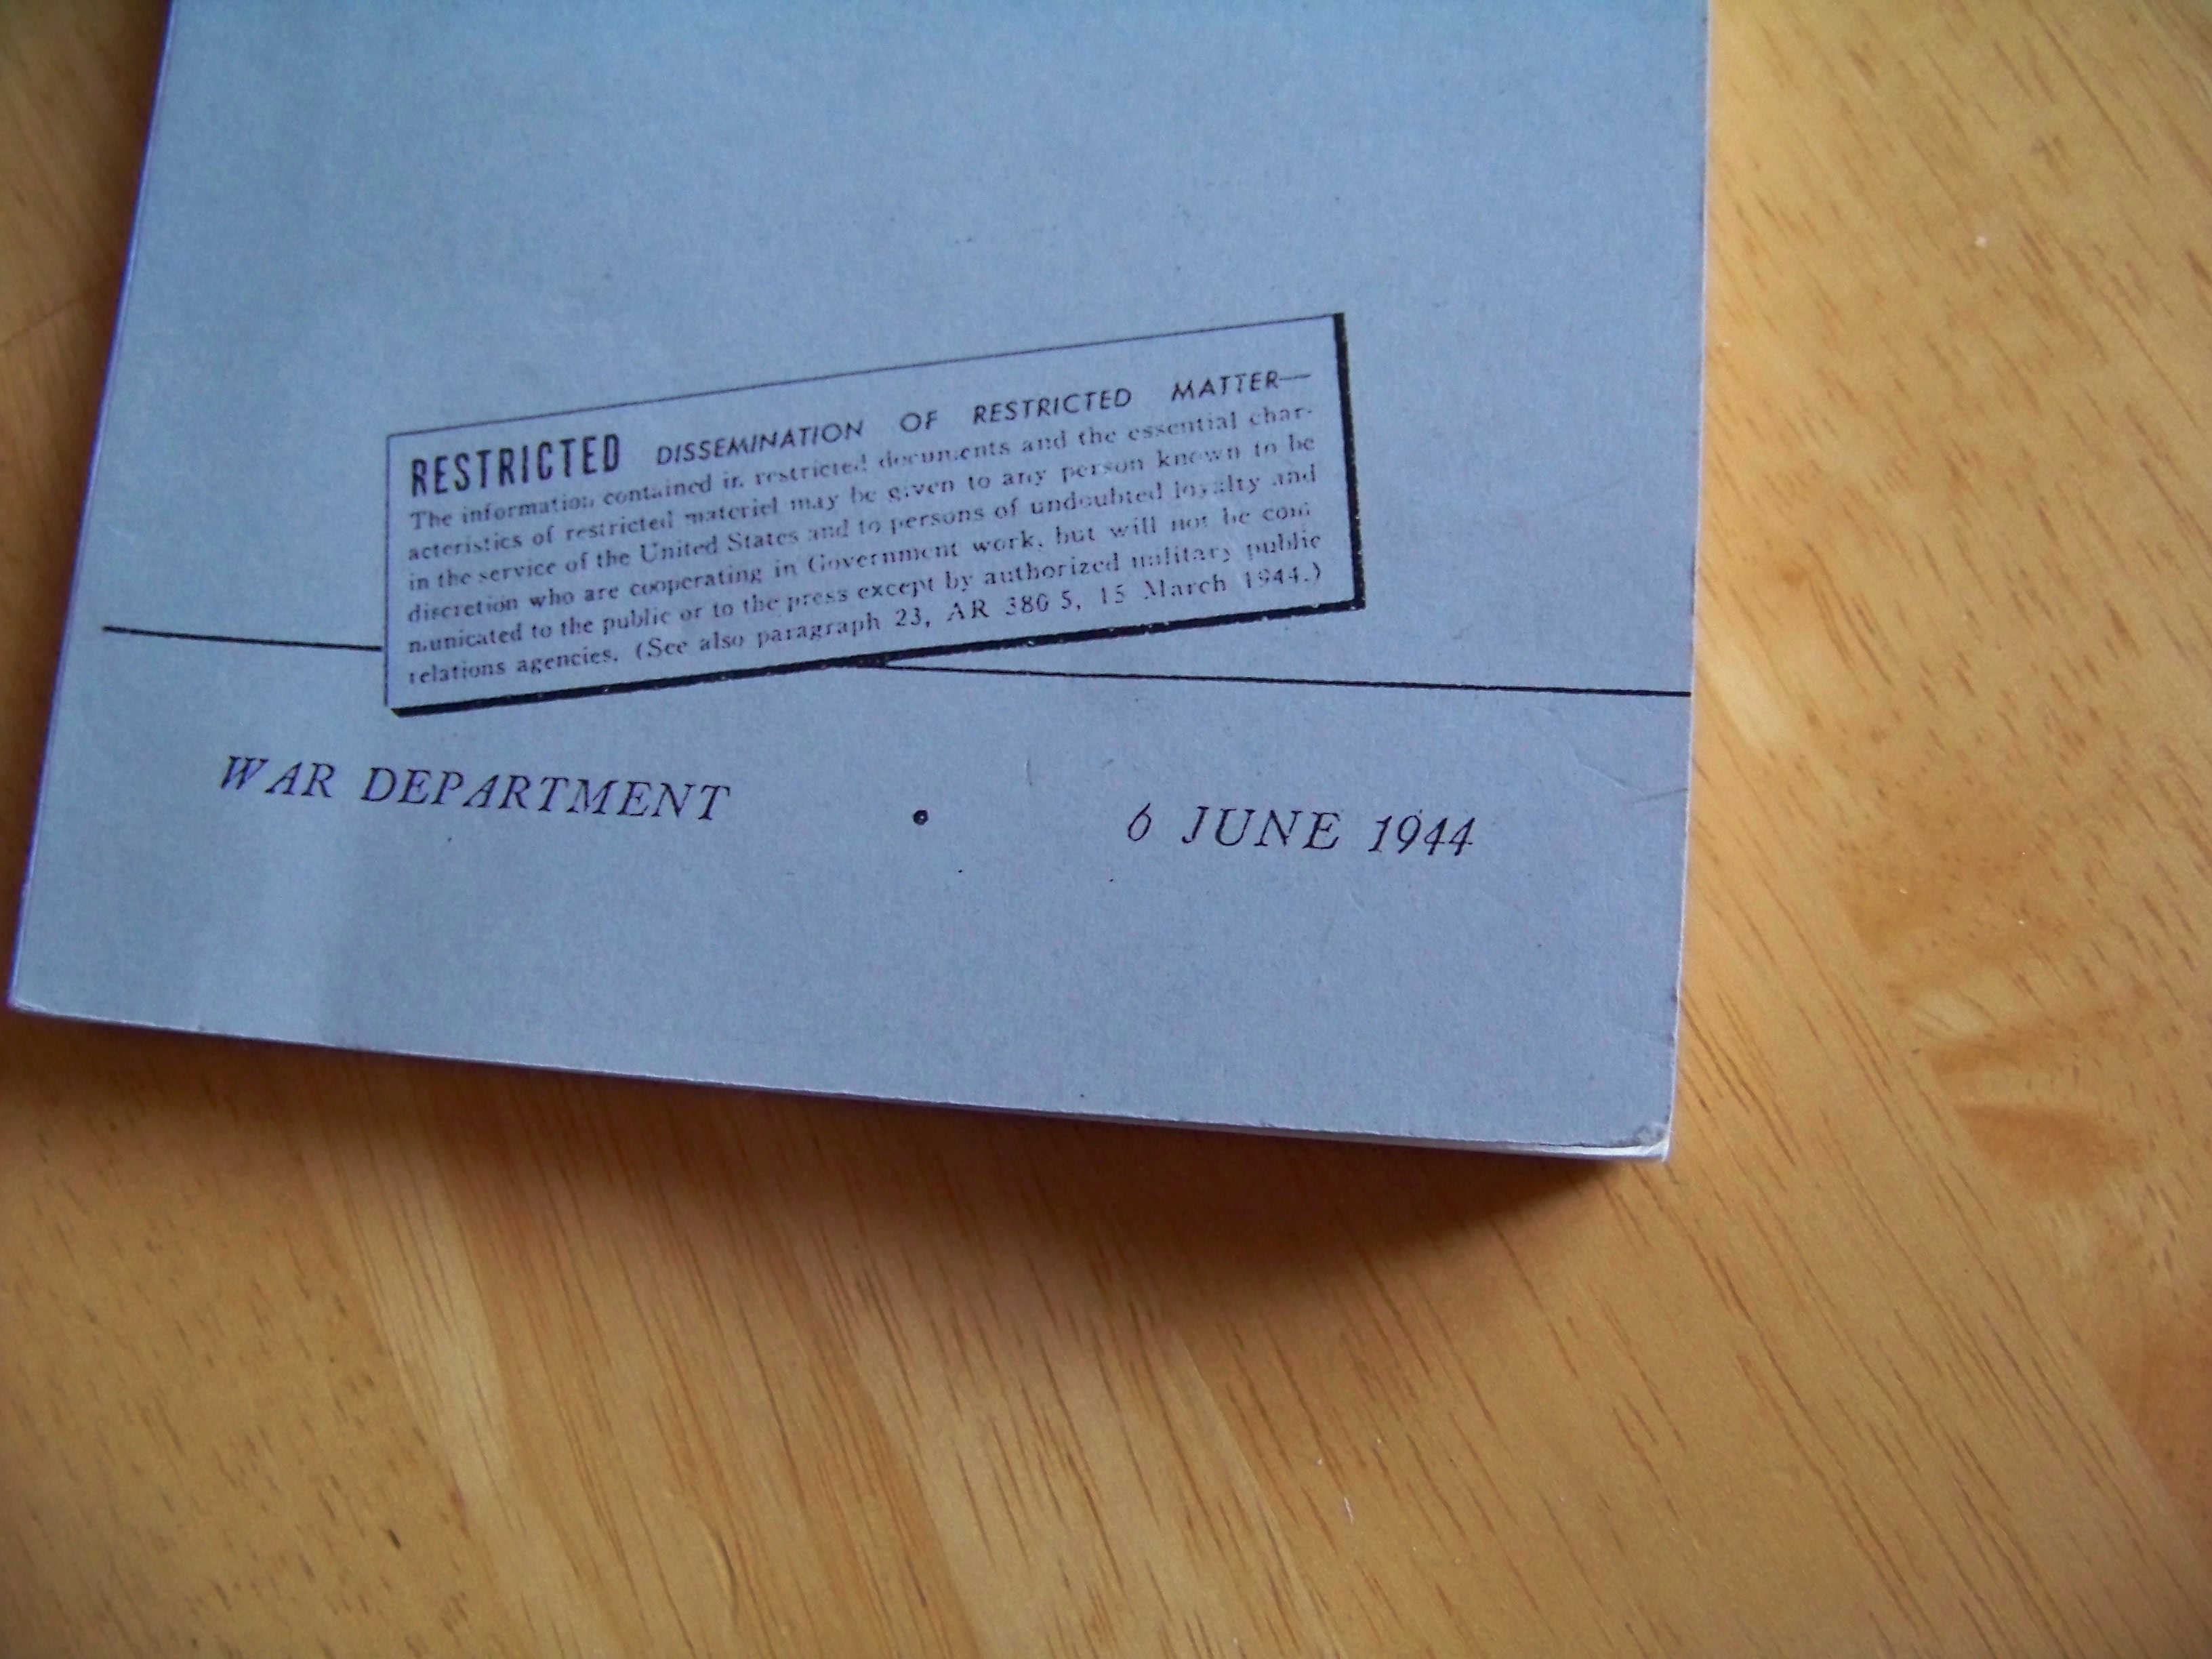 RESTRICTED DISSEMINATION OF RESTRICTED MATTER—
The information contained in restricted documents and the essential char-
acteristics of restricted materiel may be given to any person known to be
in the service of the United States and to persons of undoubted loyalty and
discretion who are cooperating in Government work, but will not be com
municated to the public or to the press except by authorized military public
relations agencies. (See also paragraph 23, AR 380 5, 15 March 1944.)
WAR DEPARTMENT • 6 JUNE 1944